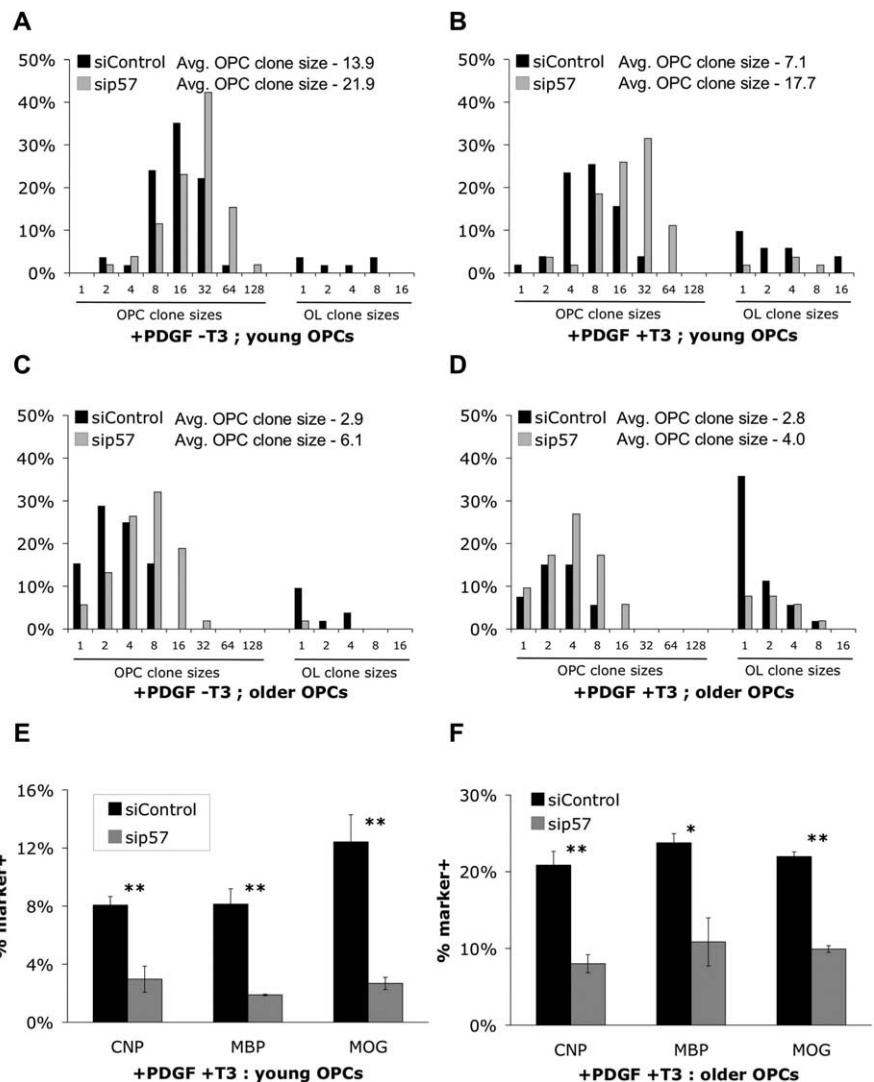 A
50%
40%
30%
20%
10%
0%
siControl Avg. OPC clone size - 13.9
sip57 Avg. OPC clone size - 21.9
1 2 4 8 16 32 64 128 1 2 4 8 16
OPC clone sizes OL clone sizes
+PDGF -T3 ; young OPCs
B
50%
40%
30%
20%
10%
0%
siControl Avg. OPC clone size - 7.1
sip57 Avg. OPC clone size - 17.7
1 2 4 8 16 32 64 128 1 2 4 8 16
OPC clone sizes OL clone sizes
+PDGF +T3 ; young OPCs
C
50%
40%
30%
20%
10%
0%
siControl Avg. OPC clone size - 2.9
sip57 Avg. OPC clone size - 6.1
1 2 4 8 16 32 64 128 1 2 4 8 16
OPC clone sizes OL clone sizes
+PDGF -T3 ; older OPCs
D
50%
40%
30%
20%
10%
0%
siControl Avg. OPC clone size - 2.8
sip57 Avg. OPC clone size - 4.0
1 2 4 8 16 32 64 128 1 2 4 8 16
OPC clone sizes OL clone sizes
+PDGF +T3 ; older OPCs
E
% marker+
16%
12%
8%
4%
0%
siControl
sip57
** ** **
CNP MBP MOG
+PDGF +T3 : young OPCs
F
% marker+
30%
20%
10%
0%
siControl
sip57
** * **
CNP MBP MOG
+PDGF +T3 : older OPCs